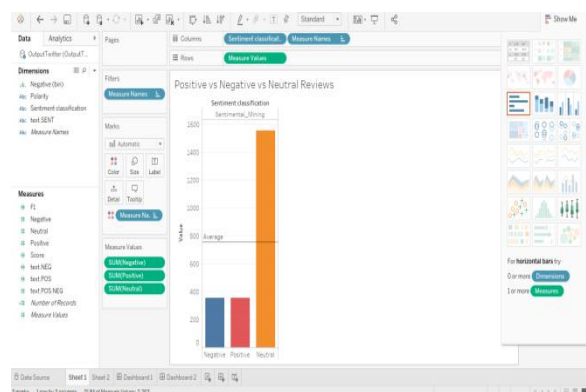 Standard
Show Me
Data
Analytics
Pages
Columns
Sentiment classificat..
Measure Names
Rows
Measure Values
OutputTwitter (OutputT...
Dimensions
Negative (bin)
Abc Polarity
Abc Sentiment classification
Abc text SENT
Abc Measure Names
Measures
F1
Negative
Neutral
Positive
Score
text NEG
text POS
text POS NEG
Number of Records
Measure Values
Filters
Measure Names
Marks
Automatic
Color
Size
Label
Detail
Tooltip
Measure Na..
Measure Values
SUM(Negative)
SUM(Positive)
SUM(Neutral)
Positive vs Negative vs Neutral Reviews
Sentiment classification
Sentimental_Mining
Value
1600
1400
1200
1000
800
600
400
200
0
Average
Negative
Positive
Neutral
For horizontal bars try
0 or more Dimensions
1 or more Measures
Data Source
Sheet 1
Sheet 2
Dashboard 1
Dashboard 2